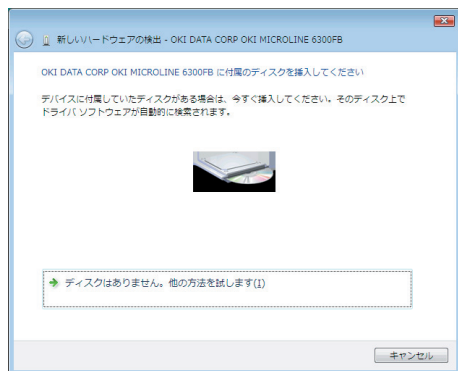 新しいハードウェアの検出 - OKI DATA CORP OKI MICROLINE 6300FB
OKI DATA CORP OKI MICROLINE 6300FB に付属のディスクを挿入してください
デバイスに付属していたディスクがある場合は、今すぐ挿入してください。そのディスク上で
ドライバ ソフトウェアが自動的に検索されます。
ディスクはありません。他の方法を試します(I)
キャンセル